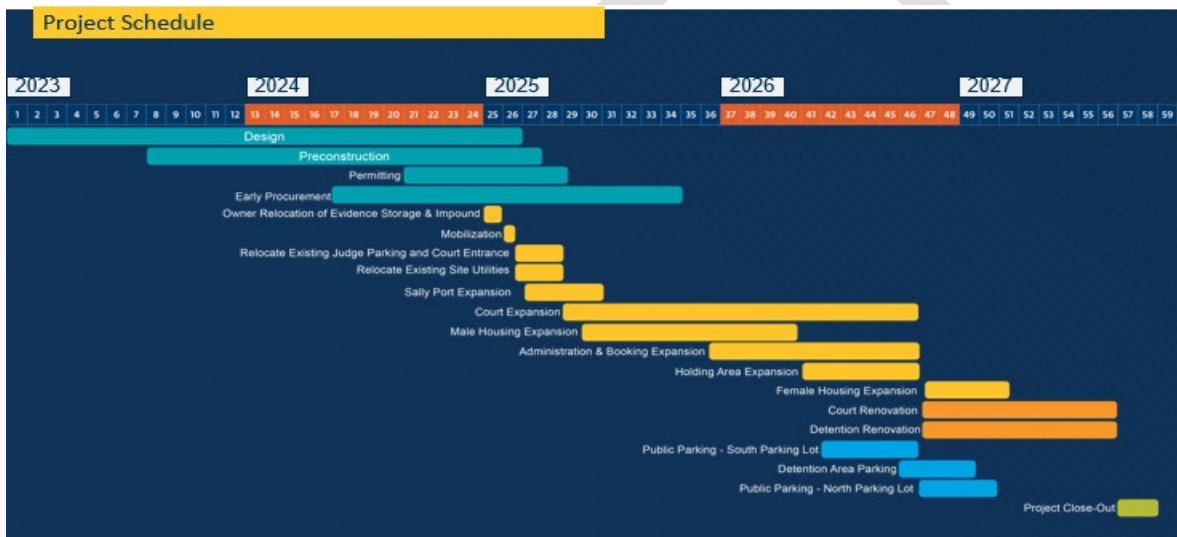 Project Schedule
2023 2024 2025 2026 2027
1 2 3 4 5 6 7 8 9 10 11 12 13 14 15 16 17 18 19 20 21 22 23 24 25 26 27 28 29 30 31 32 33 34 35 36 37 38 39 40 41 42 43 44 45 46 47 48 49 50 51 52 53 54 55 56 57 58 59
Design
Preconstruction
Permitting
Early Procurement
Owner Relocation of Evidence Storage & Impound
Mobilization
Relocate Existing Judge Parking and Court Entrance
Relocate Existing Site Utilities
Sally Port Expansion
Court Expansion
Male Housing Expansion
Administration & Booking Expansion
Holding Area Expansion
Female Housing Expansion
Court Renovation
Detention Renovation
Public Parking - South Parking Lot
Detention Area Parking
Public Parking - North Parking Lot
Project Close-Out